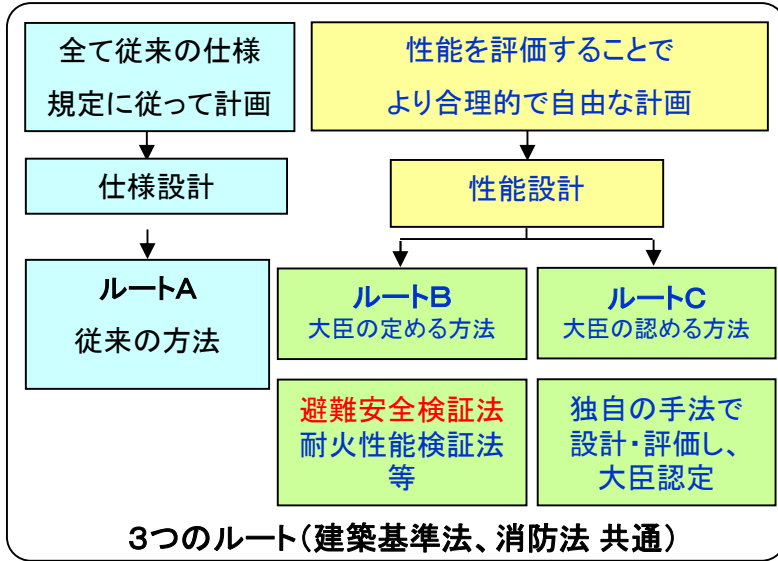 全て従来の仕様
規定に従って計画
仕様設計
ルートA
従来の方法
性能を評価することで
より合理的で自由な計画
性能設計
ルートB
大臣の定める方法
避難安全検証法
耐火性能検証法
等
ルートC
大臣の認める方法
独自の手法で
設計・評価し、
大臣認定
3つのルート(建築基準法、消防法 共通)